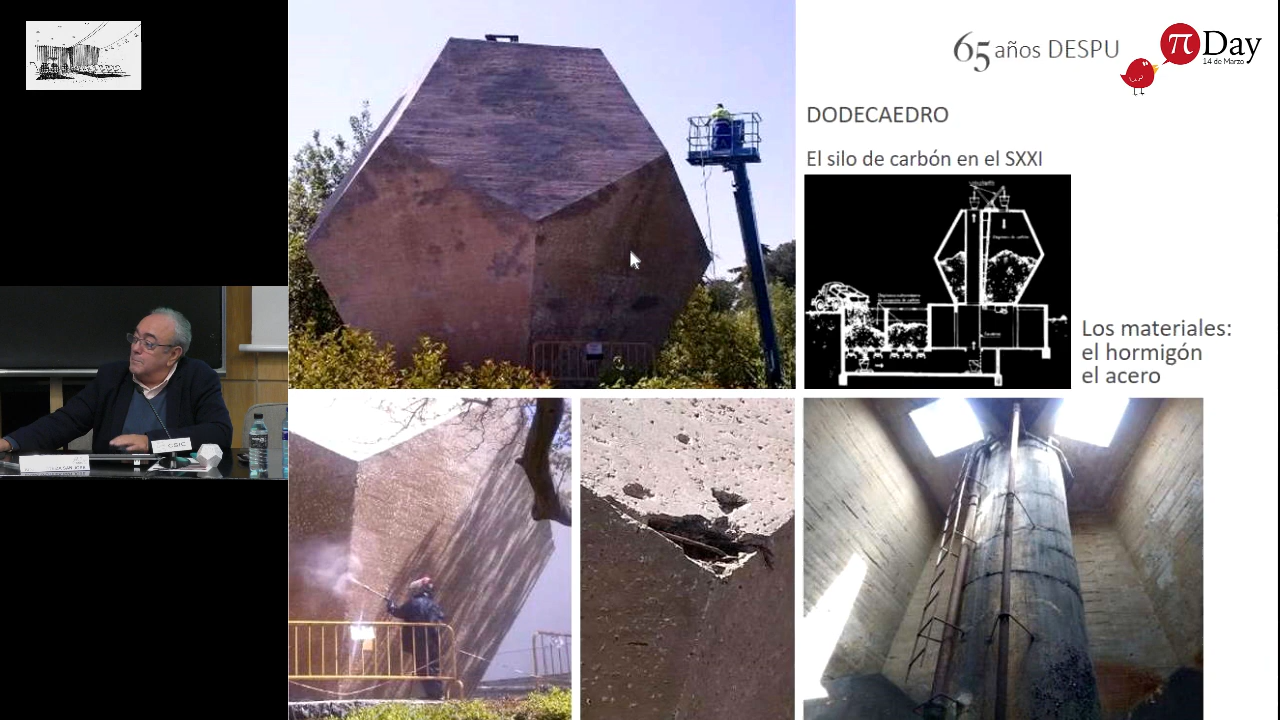 65 años DESPU
π Day
14 de Marzo
DODECAEDRO
El silo de carbón en el SXXI
Los materiales:
el hormigón
el acero
CSIC